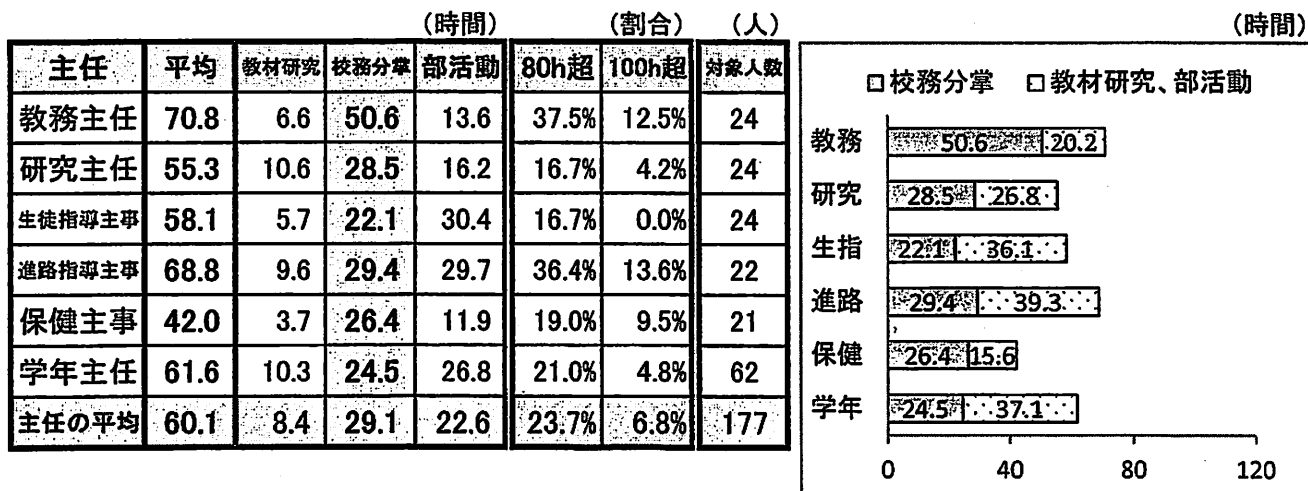 (時間) (割合) (人)
主任 平均 教材研究 校務分掌 部活動 80h超 100h超 対象人数
教務主任 70.8 6.6 50.6 13.6 37.5% 12.5% 24
研究主任 55.3 10.6 28.5 16.2 16.7% 4.2% 24
生徒指導主事 58.1 5.7 22.1 30.4 16.7% 0.0% 24
進路指導主事 68.8 9.6 29.4 29.7 36.4% 13.6% 22
保健主事 42.0 3.7 26.4 11.9 19.0% 9.5% 21
学年主任 61.6 10.3 24.5 26.8 21.0% 4.8% 62
主任の平均 60.1 8.4 29.1 22.6 23.7% 6.8% 177
(時間)
校務分掌 教材研究、部活動
教務 50.6 20.2
研究 28.5 26.8
生指 22.1 36.1
進路 29.4 39.3
保健 26.4 15.6
学年 24.5 37.1
0 40 80 120